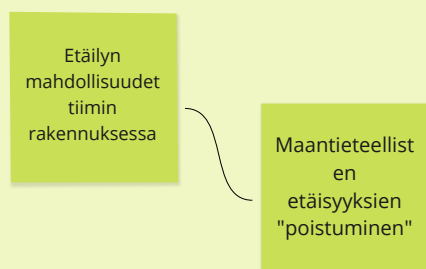 Etäilyn
mahdollisuudet
tiimin
rakennuksessa
Maantieteellist
en
etäisyyksien
"poistuminen"